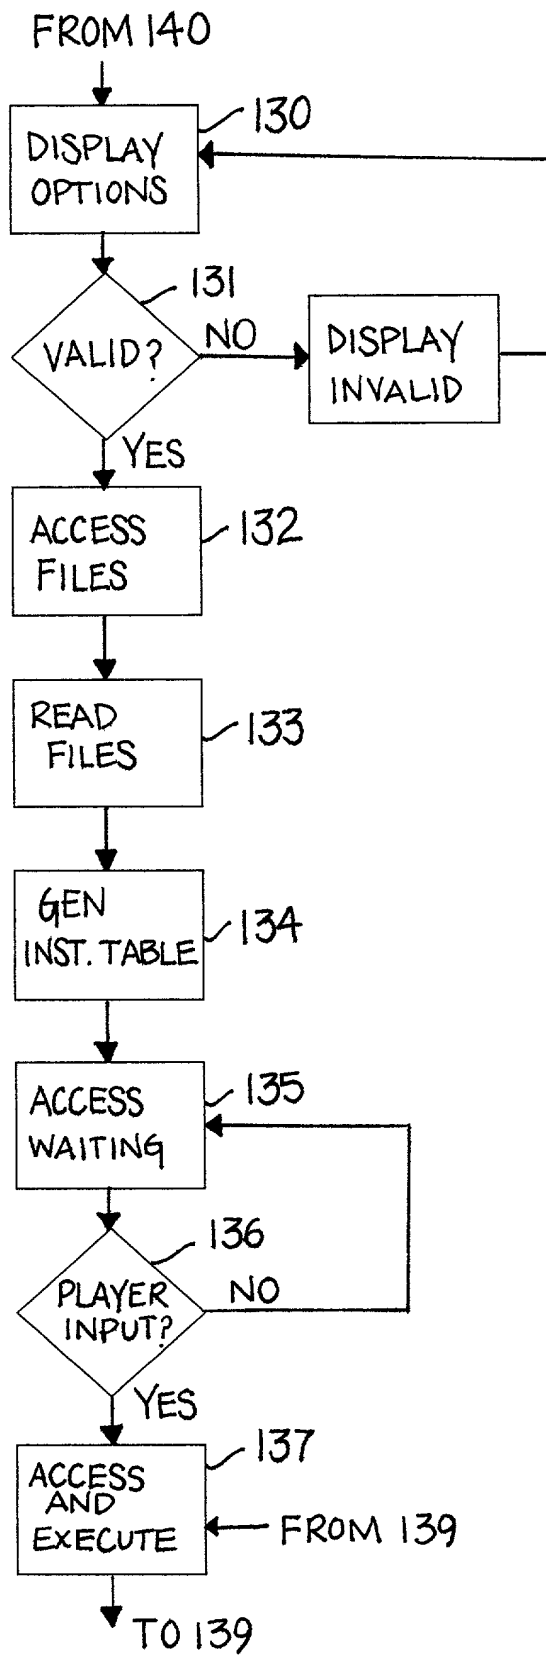 FROM 140
130
DISPLAY
OPTIONS
131
VALID?
NO
DISPLAY
INVALID
YES
132
ACCESS
FILES
133
READ
FILES
134
GEN
INST. TABLE
135
ACCESS
WAITING
136
PLAYER
INPUT?
NO
YES
137
ACCESS
AND
EXECUTE
FROM 139
TO 139